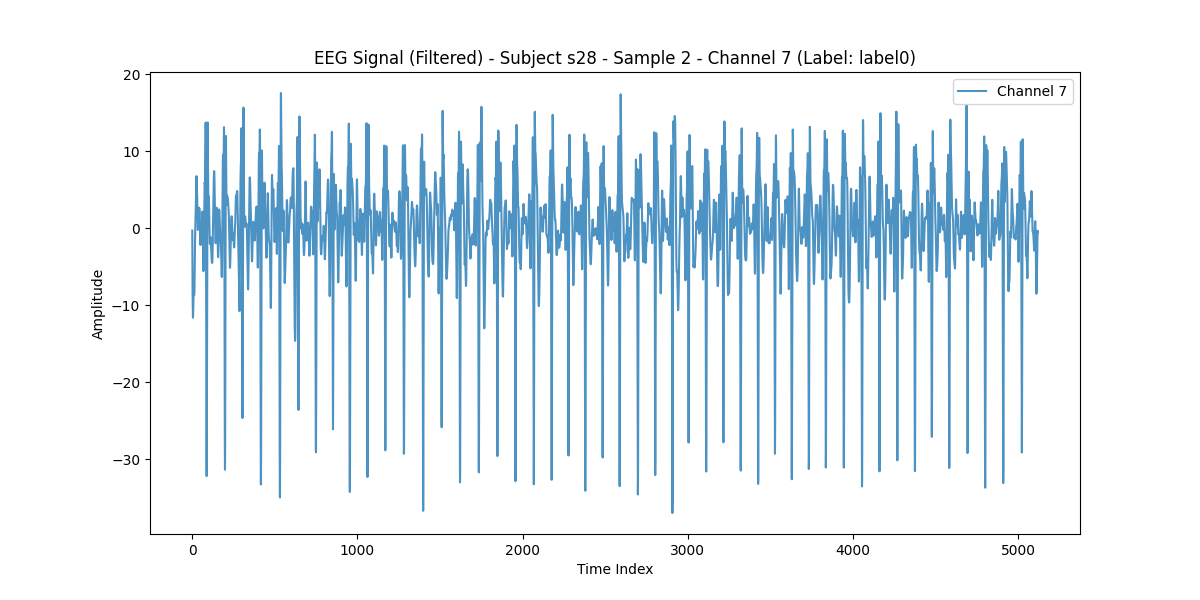 EEG Signal (Filtered) - Subject s28 - Sample 2 - Channel 7 (Label: label0)
Channel 7
20
10
0
−10
−20
−30
Amplitude
0 1000 2000 3000 4000 5000
Time Index